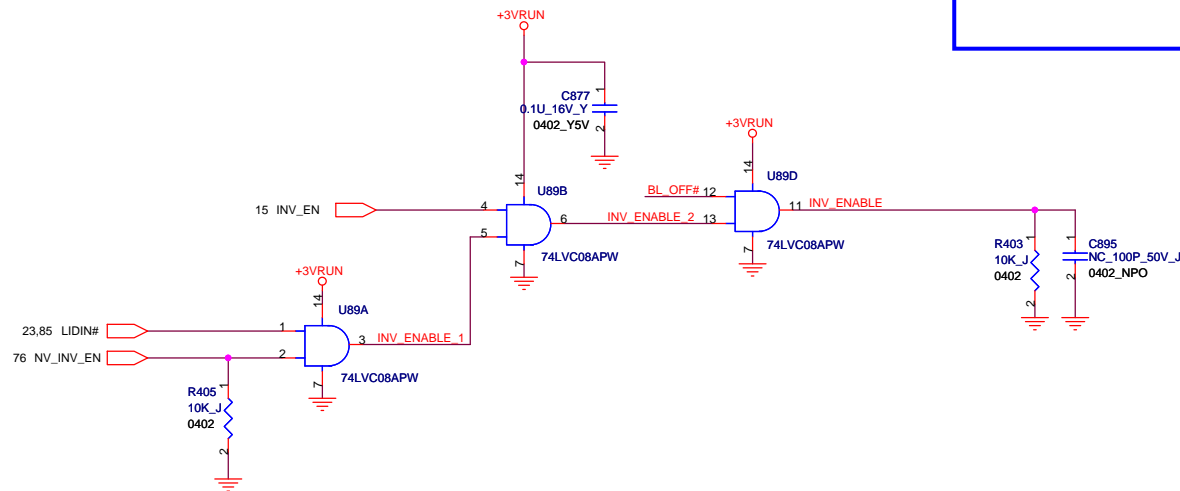 +3VRUN
1
C877
0.1U_16V_Y
0402_Y5V
2
+3VRUN
14
14
U89B
U89D
BL_OFF# 12
15 INV_EN
4
6
INV_ENABLE_2
13
11 INV_ENABLE
5
74LVC08APW
7
74LVC08APW
7
1
R403
10K_J
0402
2
1
C895
NC_100P_50V_J
0402_NPO
2
+3VRUN
14
U89A
23,85 LIDIN#
1
3 INV_ENABLE_1
76 NV_INV_EN
2
74LVC08APW
7
1
R405
10K_J
0402
2